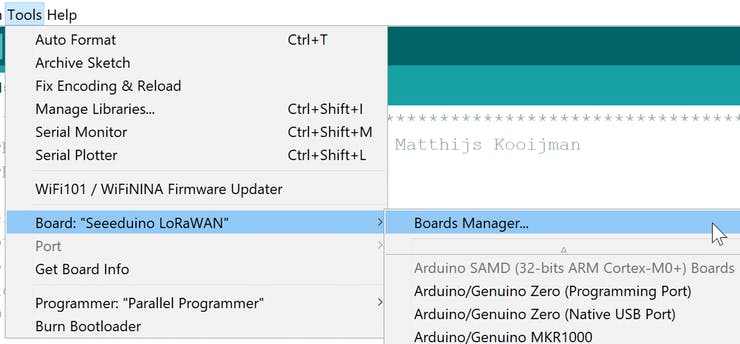 Tools Help
Auto Format Ctrl+T
Archive Sketch
Fix Encoding & Reload
Manage Libraries... Ctrl+Shift+I
Serial Monitor Ctrl+Shift+M
Serial Plotter Ctrl+Shift+L
WiFi101 / WiFiNINA Firmware Updater
Board: "Seeeduino LoRaWAN"
Port
Get Board Info
Programmer: "Parallel Programmer"
Burn Bootloader
***********************************
Matthijs Kooijman
Boards Manager...
Arduino SAMD (32-bits ARM Cortex-M0+) Boards
Arduino/Genuino Zero (Programming Port)
Arduino/Genuino Zero (Native USB Port)
Arduino/Genuino MKR1000